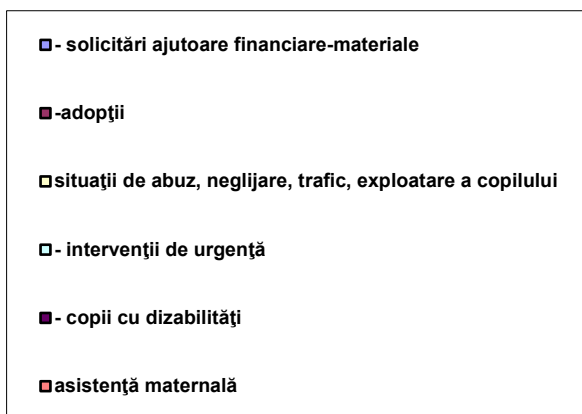 - solicitări ajutoare financiare-materiale
-adopţii
situaţii de abuz, neglijare, trafic, exploatare a copilului
- intervenţii de urgenţă
- copii cu dizabilităţi
asistenţă maternală